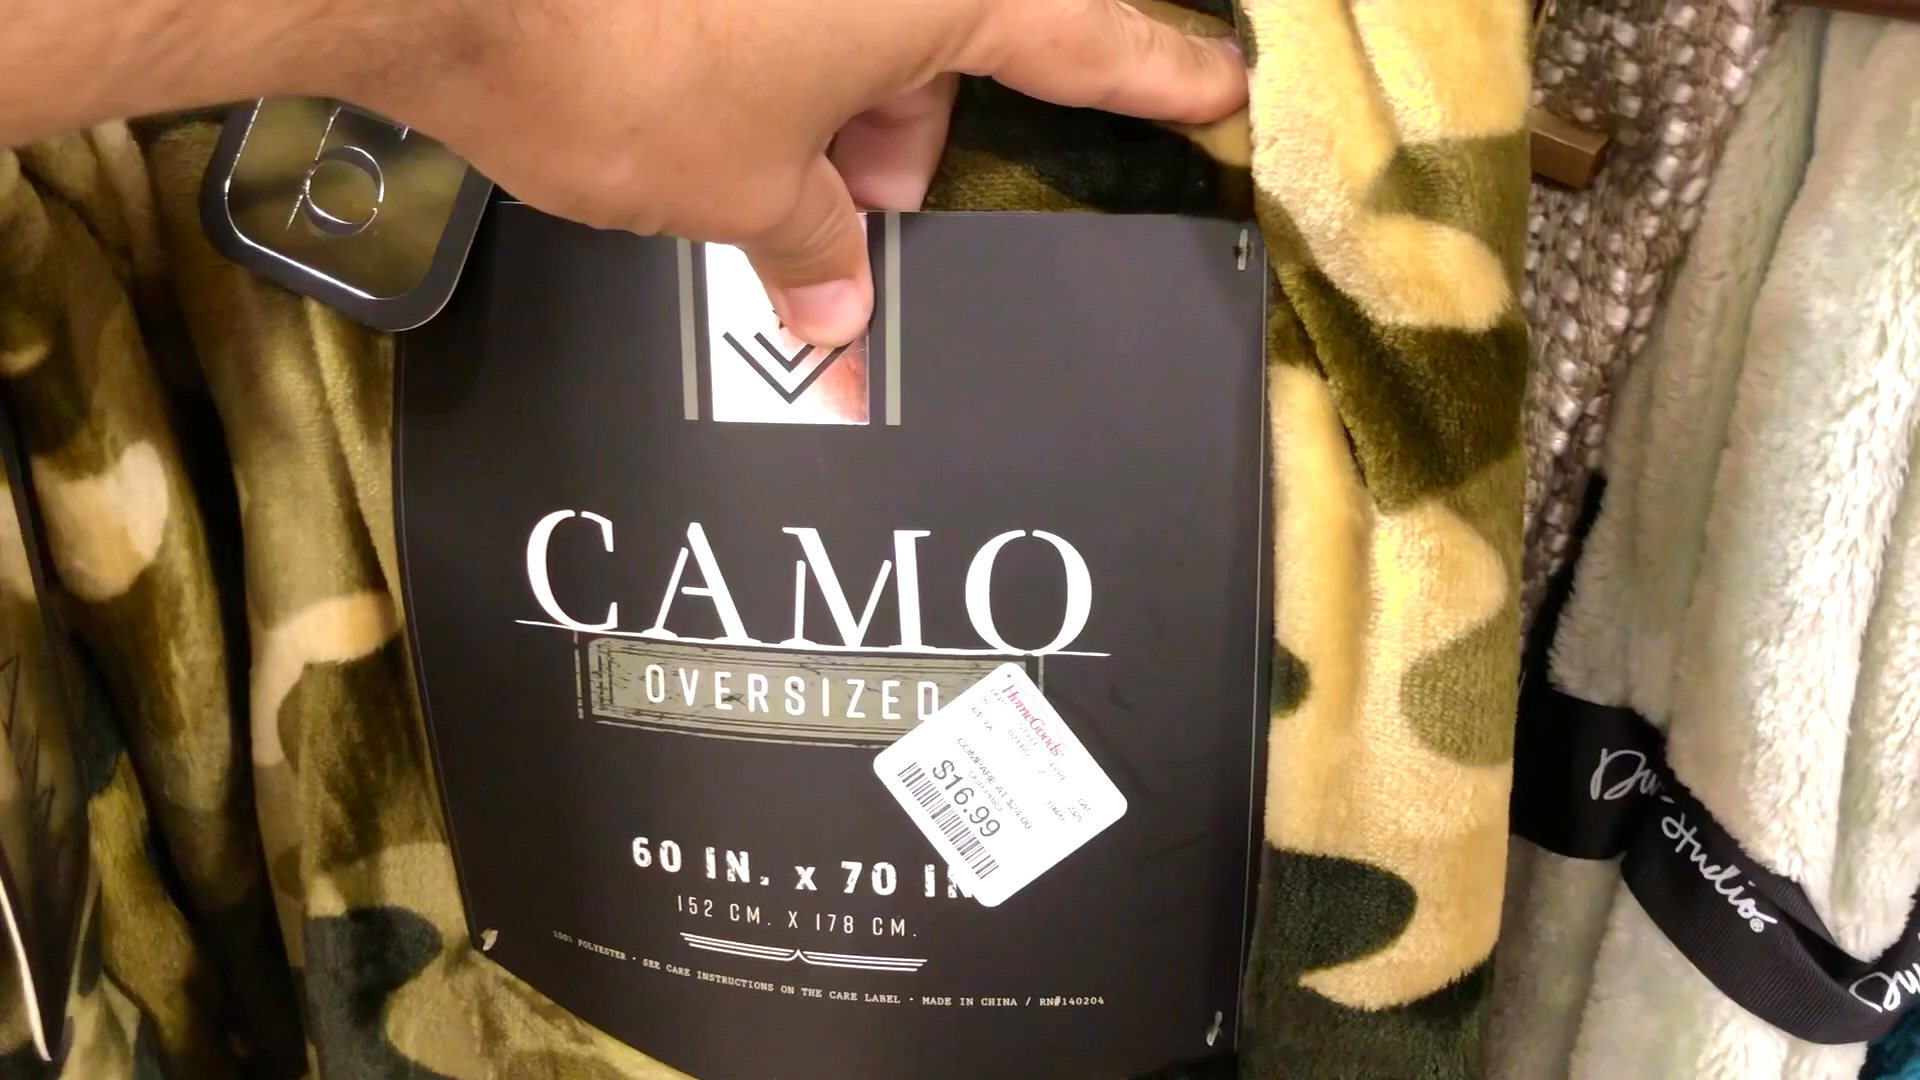 CAMO
OVERSIZED
HomeGoods
COMPARE AT $24.00
$16.99
60 IN. x 70 IN
152 CM. X 178 CM.
100% POLYESTER · SEE CARE INSTRUCTIONS ON THE CARE LABEL · MADE IN CHINA / RN#140204
Studio®